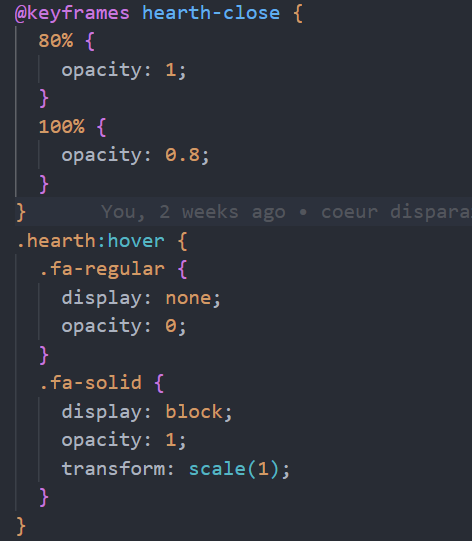 @keyframes hearth-close {
80% {
opacity: 1;
}
100% {
opacity: 0.8;
}
} You, 2 weeks ago • coeur
.hearth:hover {
.fa-regular {
display: none;
opacity: 0;
}
.fa-solid {
display: block;
opacity: 1;
transform: scale(1);
}
}